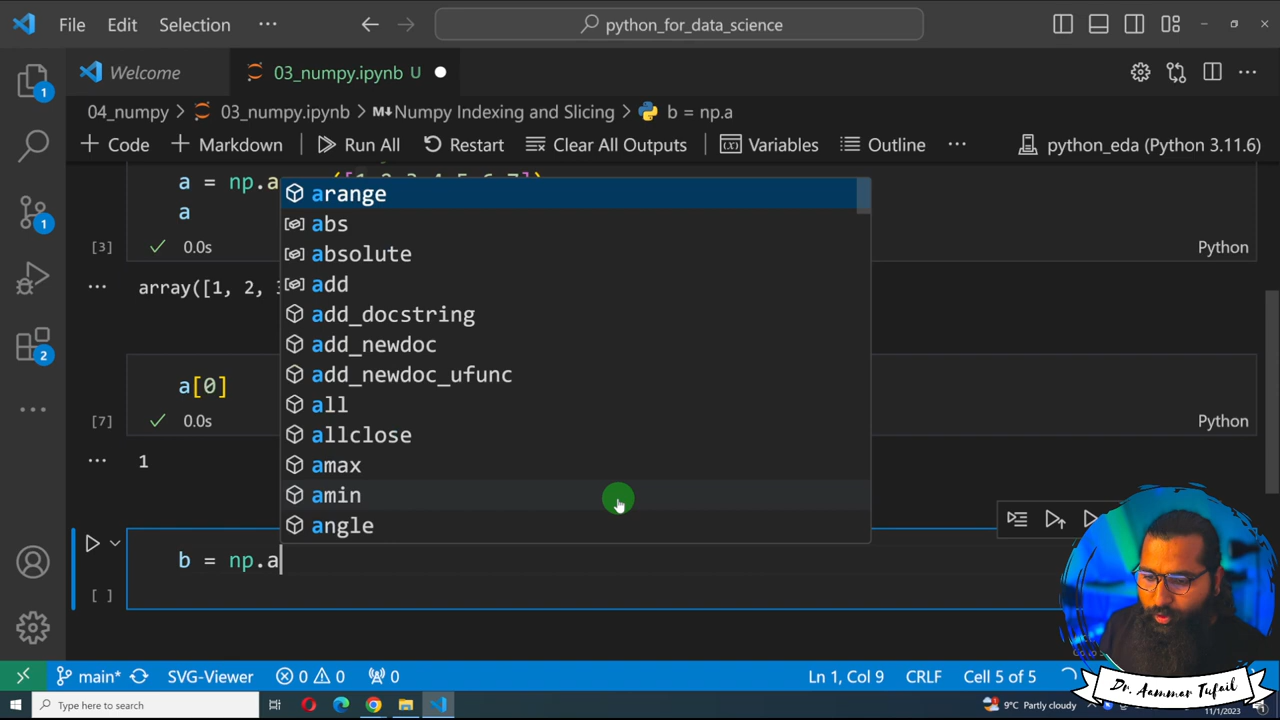 File Edit Selection ··· python_for_data_science
Welcome 03_numpy.ipynb U
04_numpy > 03_numpy.ipynb > M↓Numpy Indexing and Slicing > b = np.a
+ Code + Markdown Run All Restart Clear All Outputs Variables Outline ··· python_eda (Python 3.11.6)
a = np.a
a
[3] 0.0s Python
array([1, 2,
a[0]
[7] 0.0s Python
1
arange
abs
absolute
add
add_docstring
add_newdoc
add_newdoc_ufunc
all
allclose
amax
amin
angle
b = np.a
[ ]
1
1
2
main* SVG-Viewer 0 0 0 Ln 1, Col 9 CRLF Cell 5 of 5
Dr. Aammar Tufail
Type here to search 9°C Partly cloudy 11/1/2023